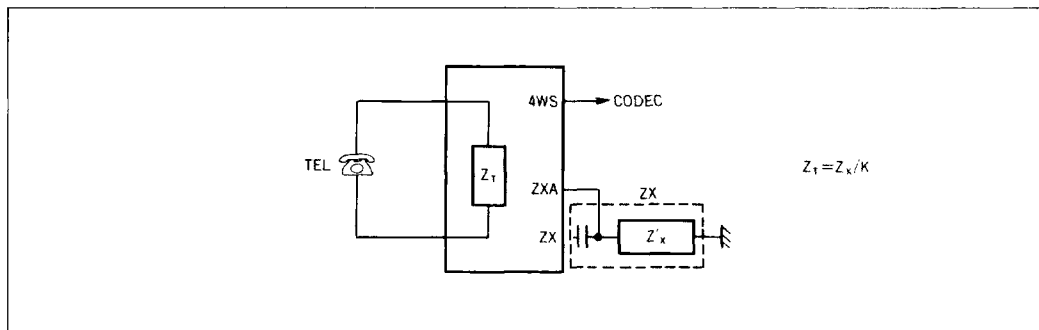 4WS
CODEC
TEL
Z_T
Z_T=Z_X/K
ZXA
ZX
ZX
Z'_X